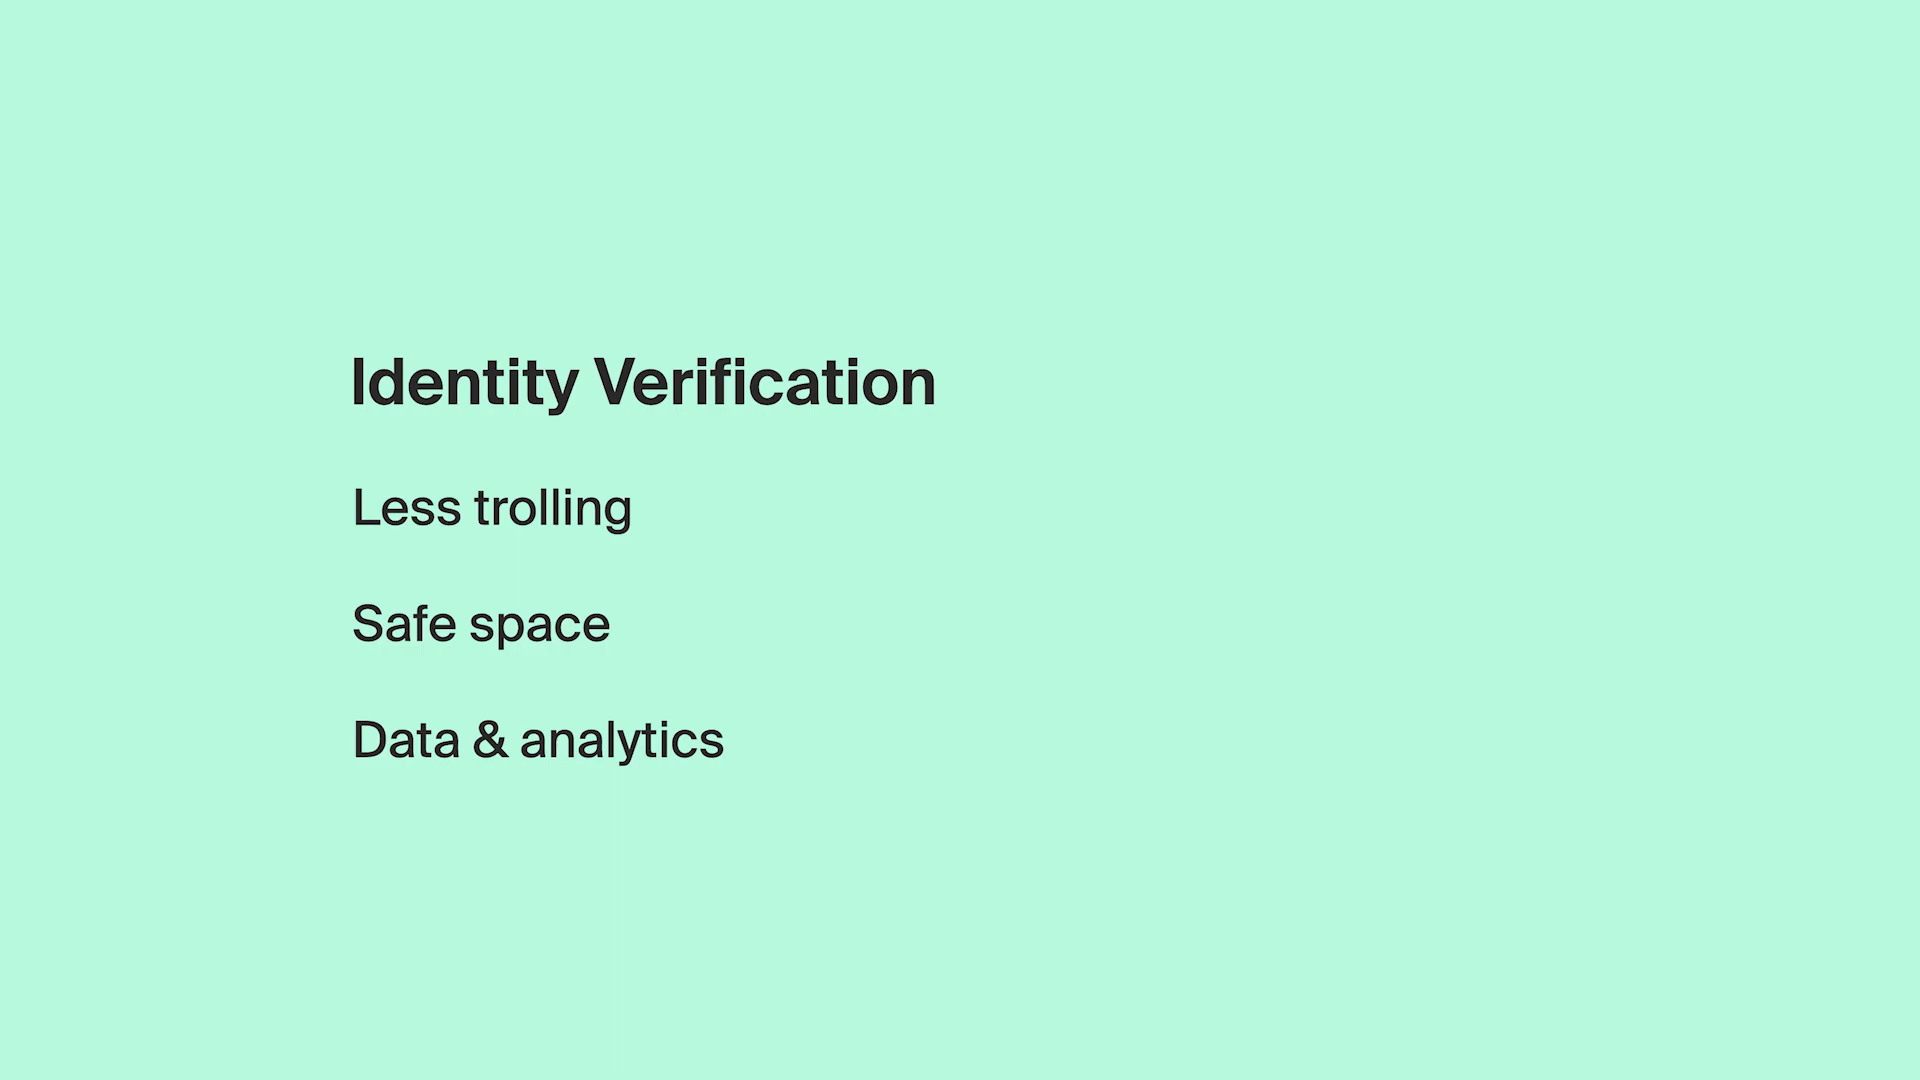 Identity Verification
Less trolling
Safe space
Data & analytics